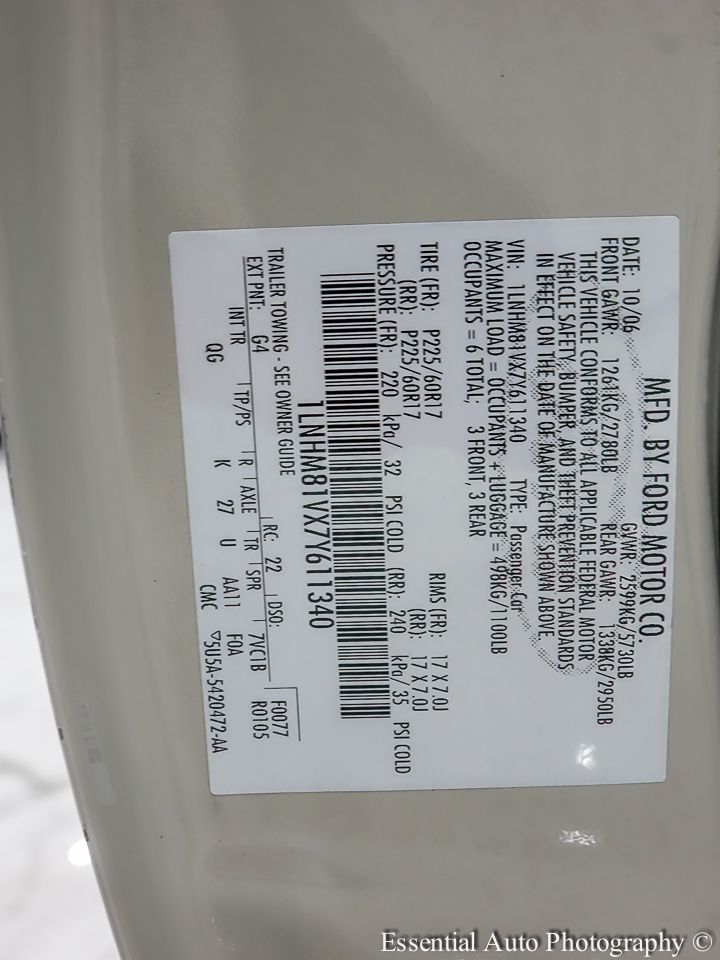 MFD. BY FORD MOTOR CO.
DATE: 10/06 GVWR: 2599KG/5730LB
FRONT GAWR: 1261KG/2780LB REAR GAWR: 1338KG/2950LB
THIS VEHICLE CONFORMS TO ALL APPLICABLE FEDERAL MOTOR
VEHICLE SAFETY, BUMPER, AND THEFT PREVENTION STANDARDS
IN EFFECT ON THE DATE OF MANUFACTURE SHOWN ABOVE.
VIN: 1LNHM81VX7Y611340 TYPE: Passenger Car
MAXIMUM LOAD = OCCUPANTS + LUGGAGE = 498KG/1100LB
OCCUPANTS = 6 TOTAL; 3 FRONT, 3 REAR
TIRE (FR): P225/60R17 RIMS (FR): 17 X 7.0J
(RR): P225/60R17 (RR): 17 X 7.0J
PRESSURE (FR): 220 kPa/ 32 PSI COLD (RR): 240 kPa/ 35 PSI COLD
1LNHM81VX7Y611340
TRAILER TOWING - SEE OWNER GUIDE
F0077
EXT PNT: G4 RC: 22 DSO: R0105
INT TR TP/PS R AXLE TR SPR 7VC1B
QG K 27 U AA11 F0A
CMC ▽5U5A-5420472-AA
Essential Auto Photography ©